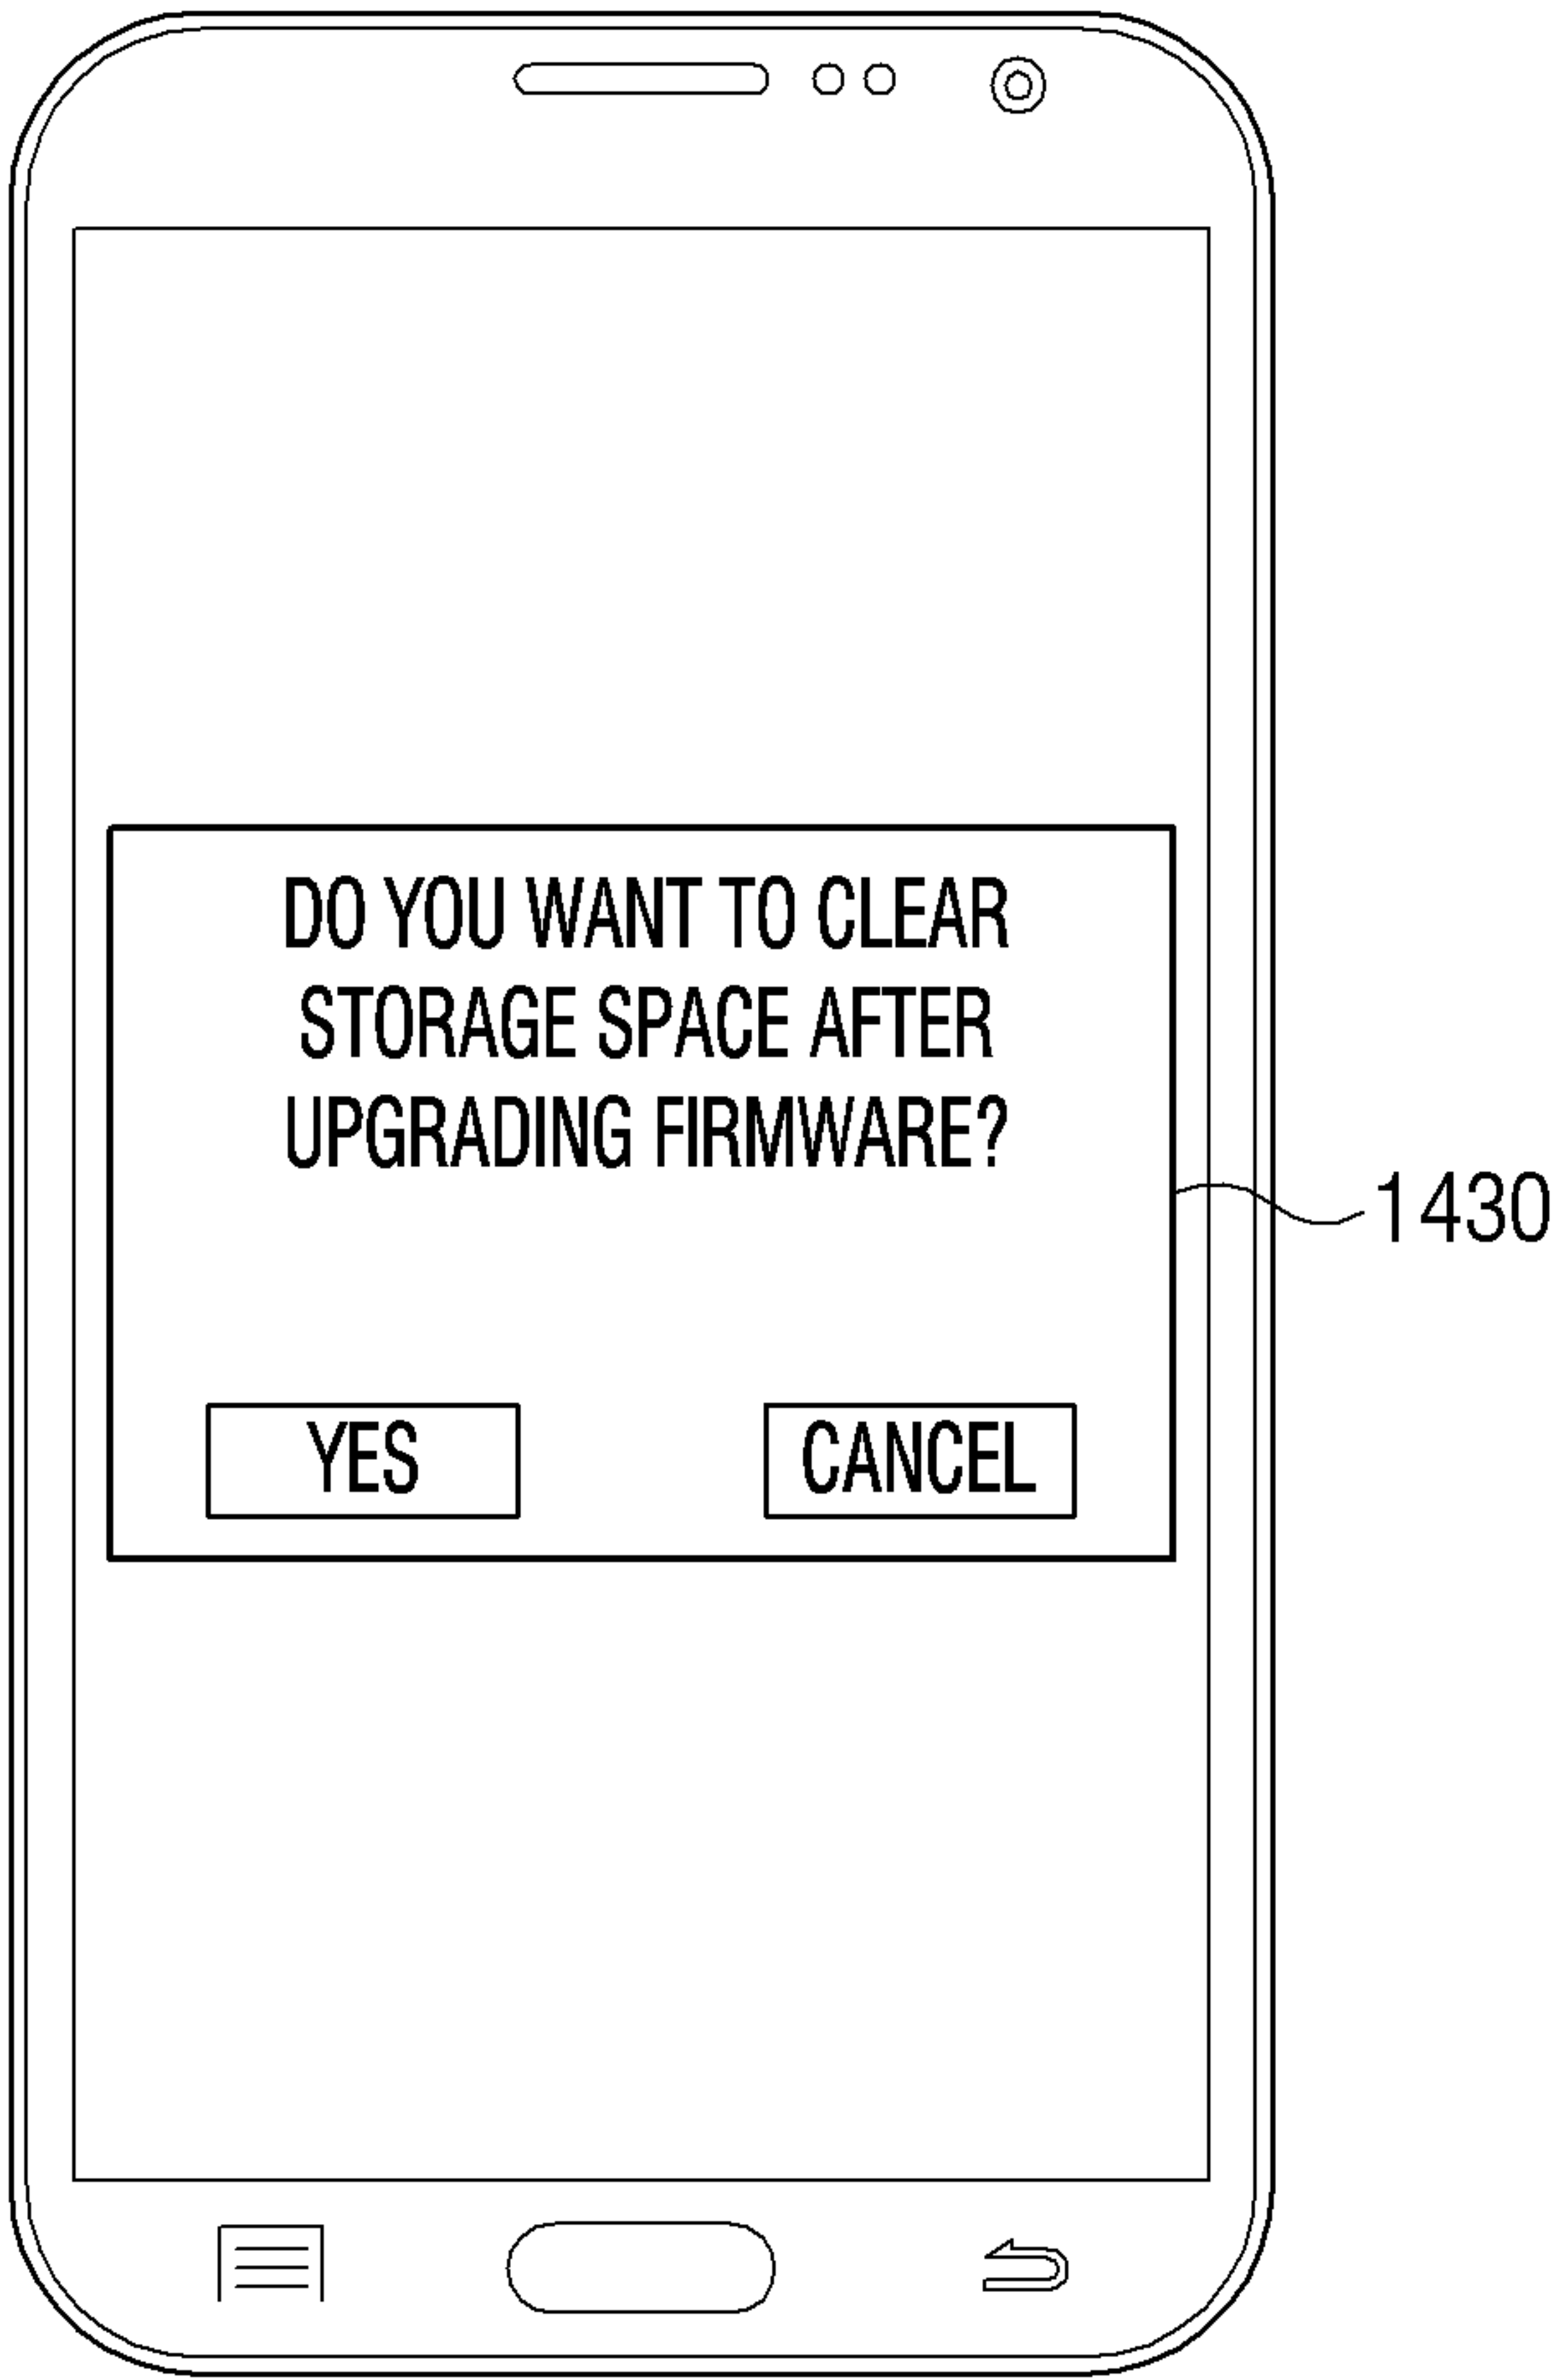 DO YOU WANT TO CLEAR
STORAGE SPACE AFTER
UPGRADING FIRMWARE?
1430
YES
CANCEL